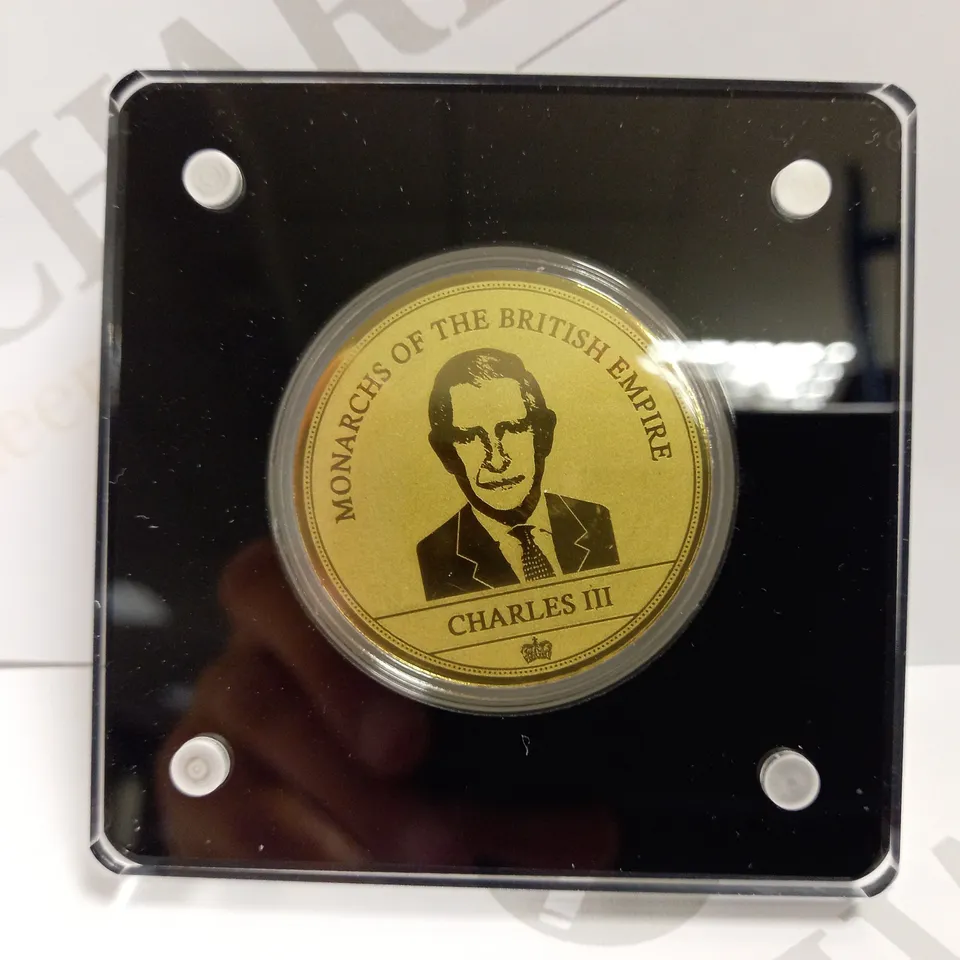 MONARCHS OF THE BRITISH EMPIRE
CHARLES III